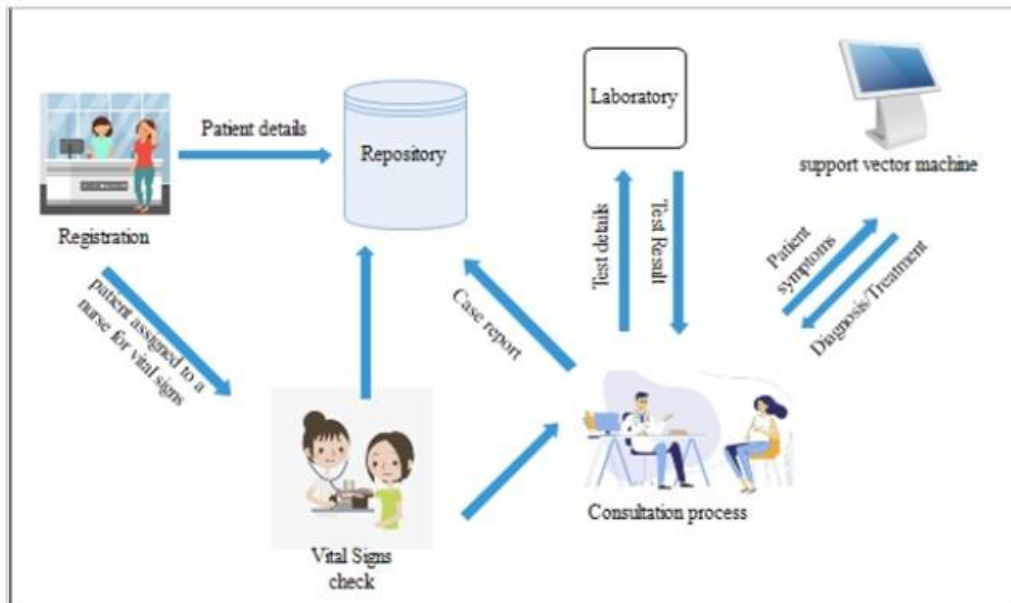 Patient details
Repository
Laboratory
support vector machine
Registration
patient assigned to a
nurse for vital signs
Case report
Test details
Test Result
Patient
symptoms
Diagnosis/Treatment
Vital Signs
check
Consultation process